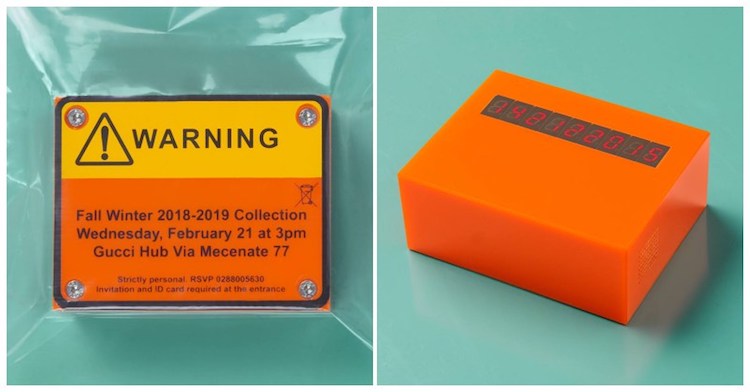 WARNING
Fall Winter 2018-2019 Collection
Wednesday, February 21 at 3pm
Gucci Hub Via Mecenate 77
Strictly personal. RSVP 0288005630
Invitation and ID card required at the entrance